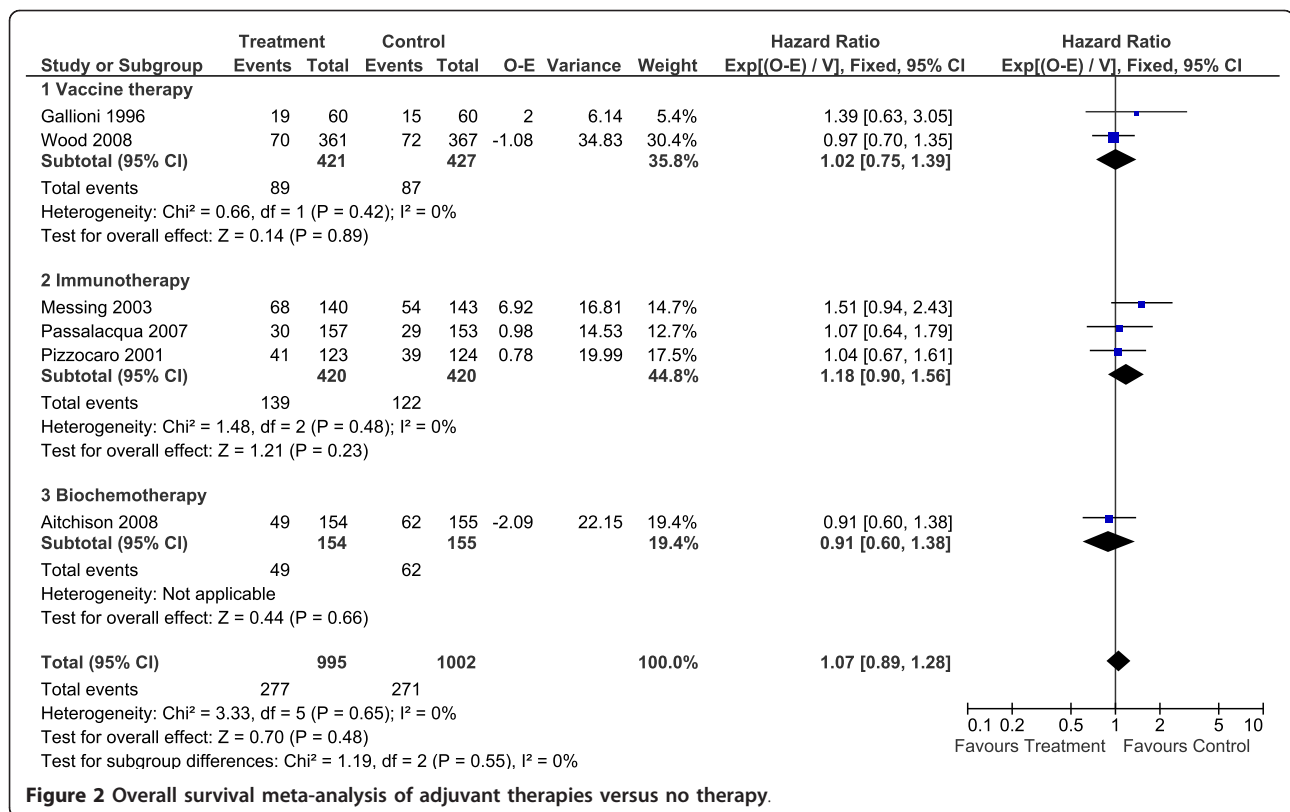 Treatment Control Hazard Ratio Hazard Ratio
Study or Subgroup Events Total Events Total O-E Variance Weight Exp[(O-E) / V], Fixed, 95% CI Exp[(O-E) / V], Fixed, 95% CI
1 Vaccine therapy
Gallioni 1996 19 60 15 60 2 6.14 5.4% 1.39 [0.63, 3.05]
Wood 2008 70 361 72 367 -1.08 34.83 30.4% 0.97 [0.70, 1.35]
Subtotal (95% CI) 421 427 35.8% 1.02 [0.75, 1.39]
Total events 89 87
Heterogeneity: Chi² = 0.66, df = 1 (P = 0.42); I² = 0%
Test for overall effect: Z = 0.14 (P = 0.89)
2 Immunotherapy
Messing 2003 68 140 54 143 6.92 16.81 14.7% 1.51 [0.94, 2.43]
Passalacqua 2007 30 157 29 153 0.98 14.53 12.7% 1.07 [0.64, 1.79]
Pizzocaro 2001 41 123 39 124 0.78 19.99 17.5% 1.04 [0.67, 1.61]
Subtotal (95% CI) 420 420 44.8% 1.18 [0.90, 1.56]
Total events 139 122
Heterogeneity: Chi² = 1.48, df = 2 (P = 0.48); I² = 0%
Test for overall effect: Z = 1.21 (P = 0.23)
3 Biochemotherapy
Aitchison 2008 49 154 62 155 -2.09 22.15 19.4% 0.91 [0.60, 1.38]
Subtotal (95% CI) 154 155 19.4% 0.91 [0.60, 1.38]
Total events 49 62
Heterogeneity: Not applicable
Test for overall effect: Z = 0.44 (P = 0.66)
Total (95% CI) 995 1002 100.0% 1.07 [0.89, 1.28]
Total events 277 271
Heterogeneity: Chi² = 3.33, df = 5 (P = 0.65); I² = 0%
Test for overall effect: Z = 0.70 (P = 0.48)
Test for subgroup differences: Chi² = 1.19, df = 2 (P = 0.55), I² = 0%
0.1 0.2 0.5 1 2 5 10
Favours Treatment Favours Control
Figure 2 Overall survival meta-analysis of adjuvant therapies versus no therapy.